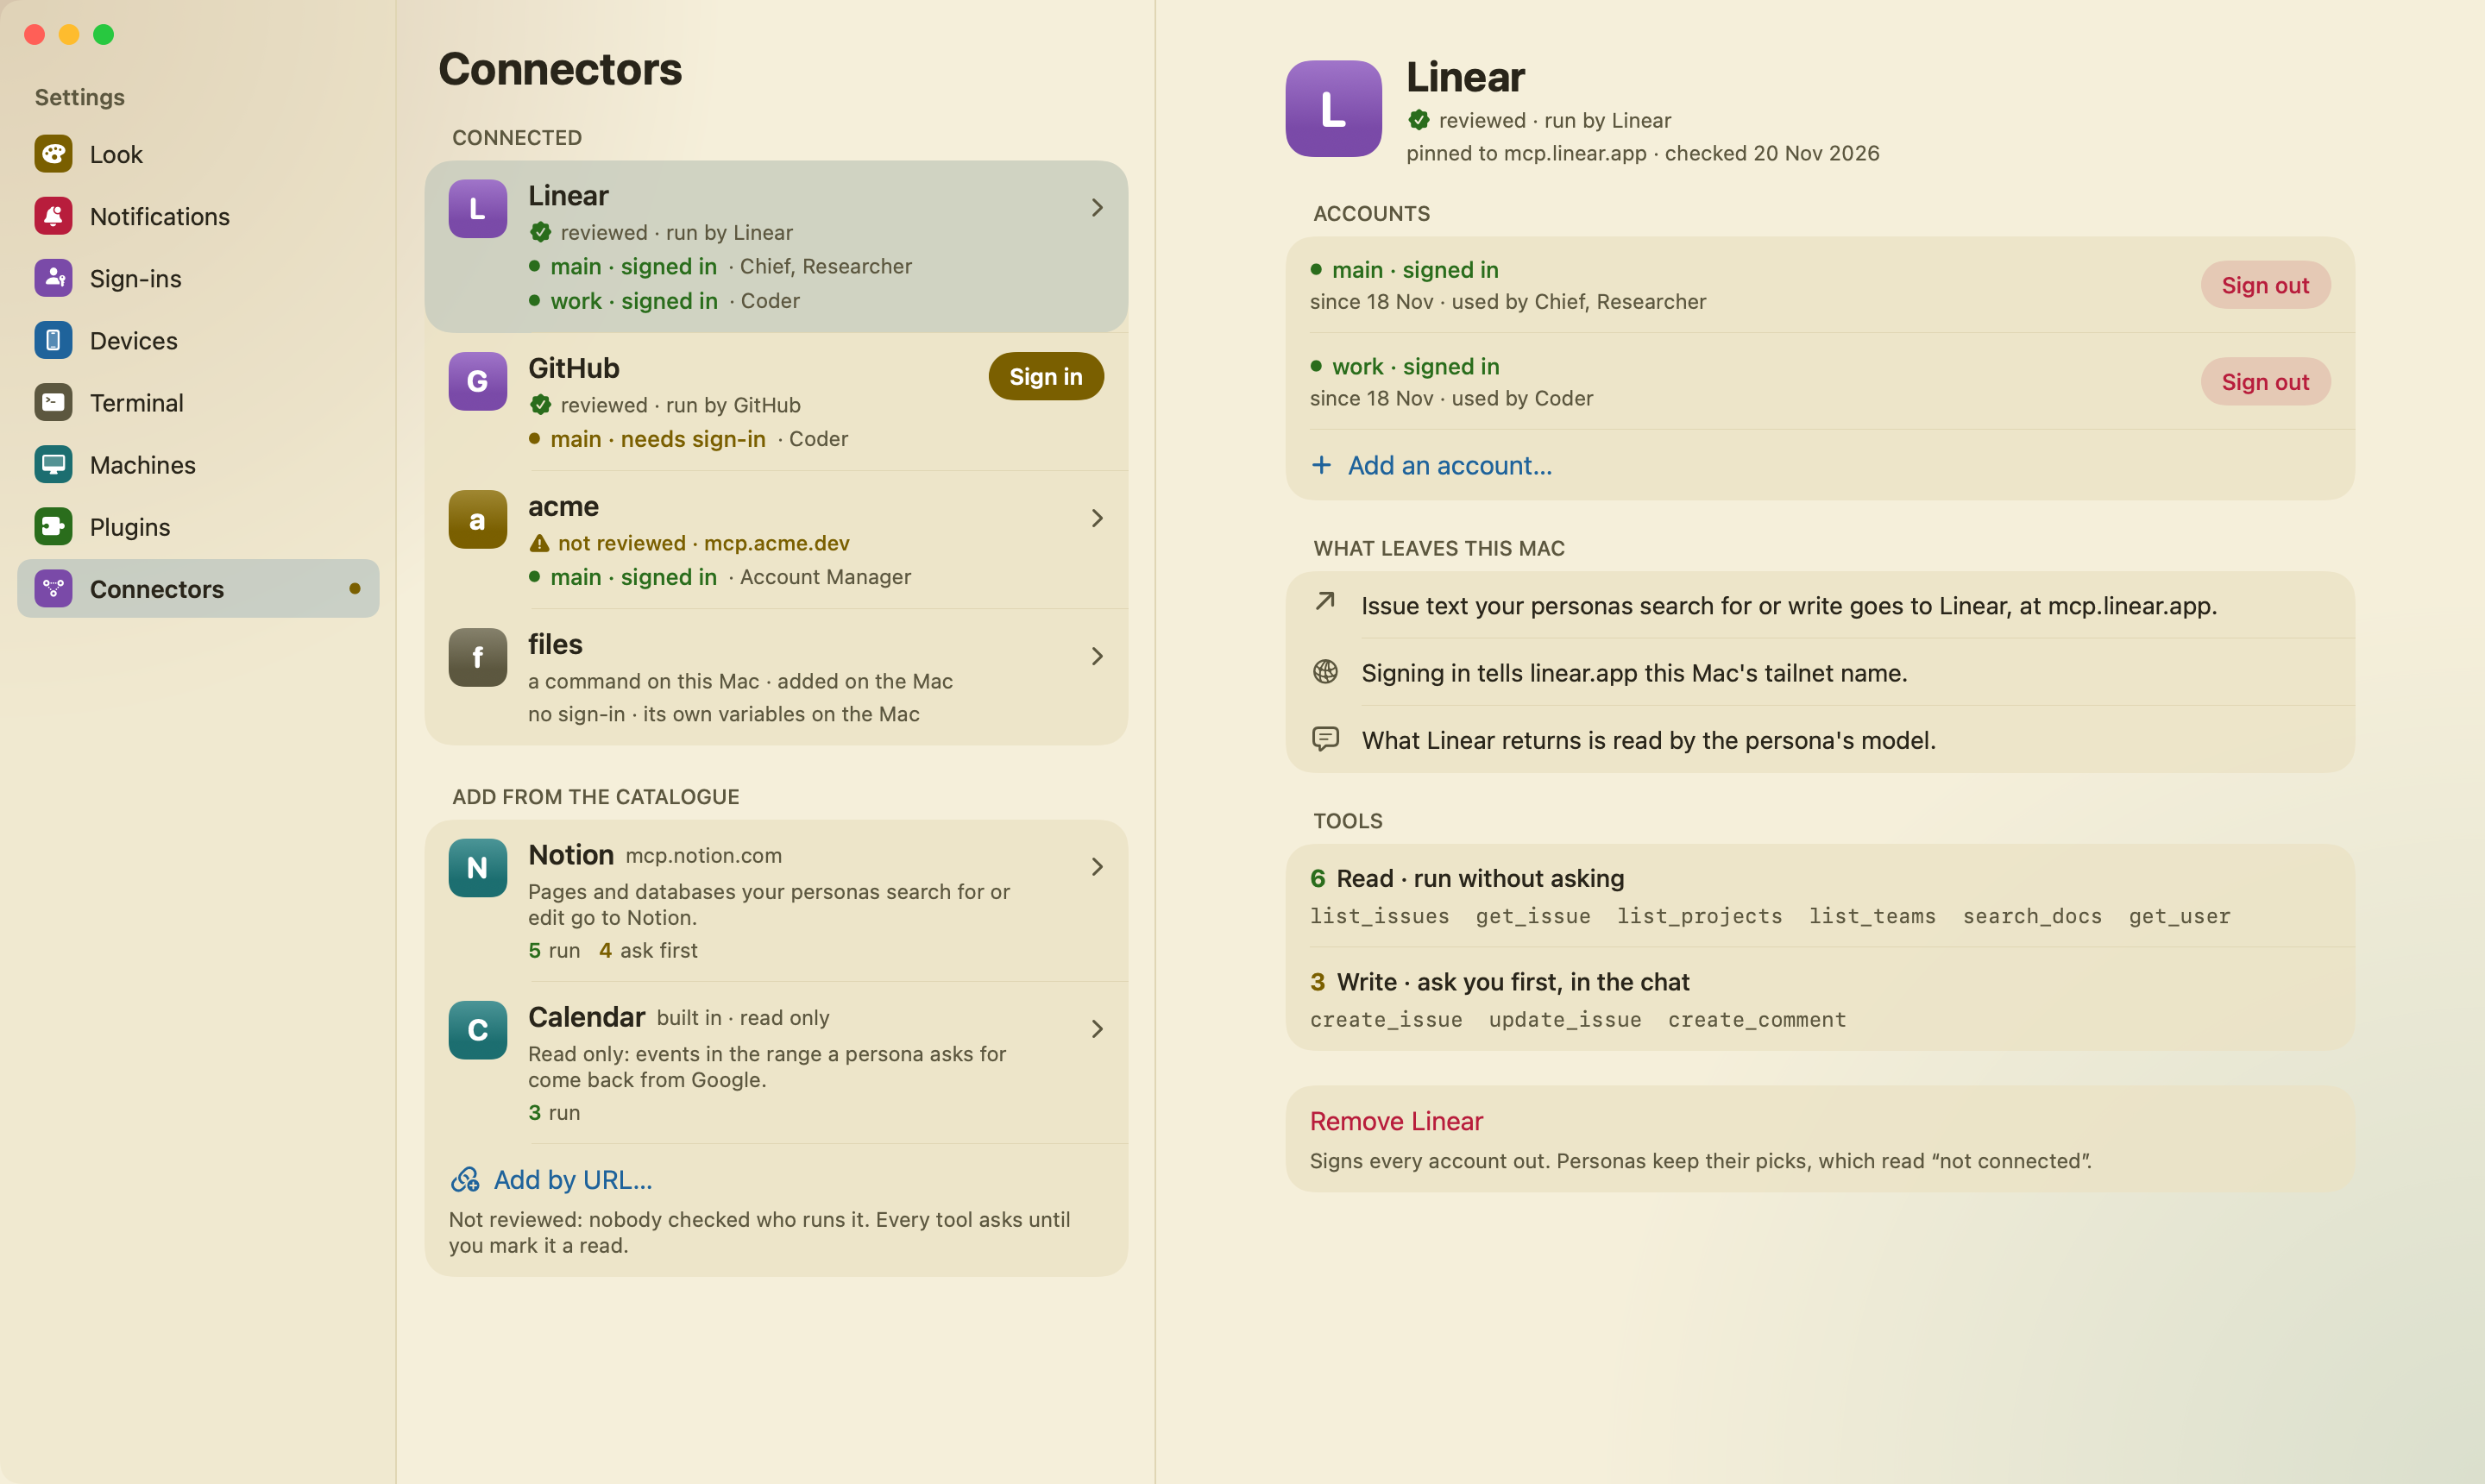 Settings
Look
Notifications
Sign-ins
Devices
Terminal
Machines
Plugins
Connectors
Connectors
CONNECTED
L
Linear
reviewed · run by Linear
main · signed in · Chief, Researcher
work · signed in · Coder
G
GitHub
Sign in
reviewed · run by GitHub
main · needs sign-in · Coder
a
acme
not reviewed · mcp.acme.dev
main · signed in · Account Manager
f
files
a command on this Mac · added on the Mac
no sign-in · its own variables on the Mac
ADD FROM THE CATALOGUE
N
Notion mcp.notion.com
Pages and databases your personas search for or
edit go to Notion.
5 run 4 ask first
C
Calendar built in · read only
Read only: events in the range a persona asks for
come back from Google.
3 run
Add by URL...
Not reviewed: nobody checked who runs it. Every tool asks until
you mark it a read.
L
Linear
reviewed · run by Linear
pinned to mcp.linear.app · checked 20 Nov 2026
ACCOUNTS
main · signed in
since 18 Nov · used by Chief, Researcher
Sign out
work · signed in
since 18 Nov · used by Coder
Sign out
+ Add an account...
WHAT LEAVES THIS MAC
Issue text your personas search for or write goes to Linear, at mcp.linear.app.
Signing in tells linear.app this Mac's tailnet name.
What Linear returns is read by the persona's model.
TOOLS
6 Read · run without asking
list_issues get_issue list_projects list_teams search_docs get_user
3 Write · ask you first, in the chat
create_issue update_issue create_comment
Remove Linear
Signs every account out. Personas keep their picks, which read “not connected”.